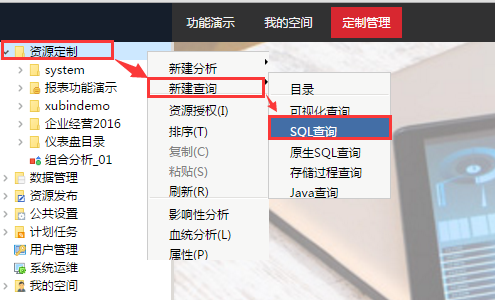 功能演示 我的空间 定制管理
资源定制
system
报表功能演示
xubindemo
企业经营2016
仪表盘目录
组合分析_01
数据管理
资源发布
公共设置
计划任务
用户管理
系统运维
我的空间
新建分析
新建查询
资源授权(I)
排序(T)
复制(C)
粘贴(S)
刷新(R)
影响性分析
血统分析(L)
属性(P)
目录
可视化查询
SQL查询
原生SQL查询
存储过程查询
Java查询